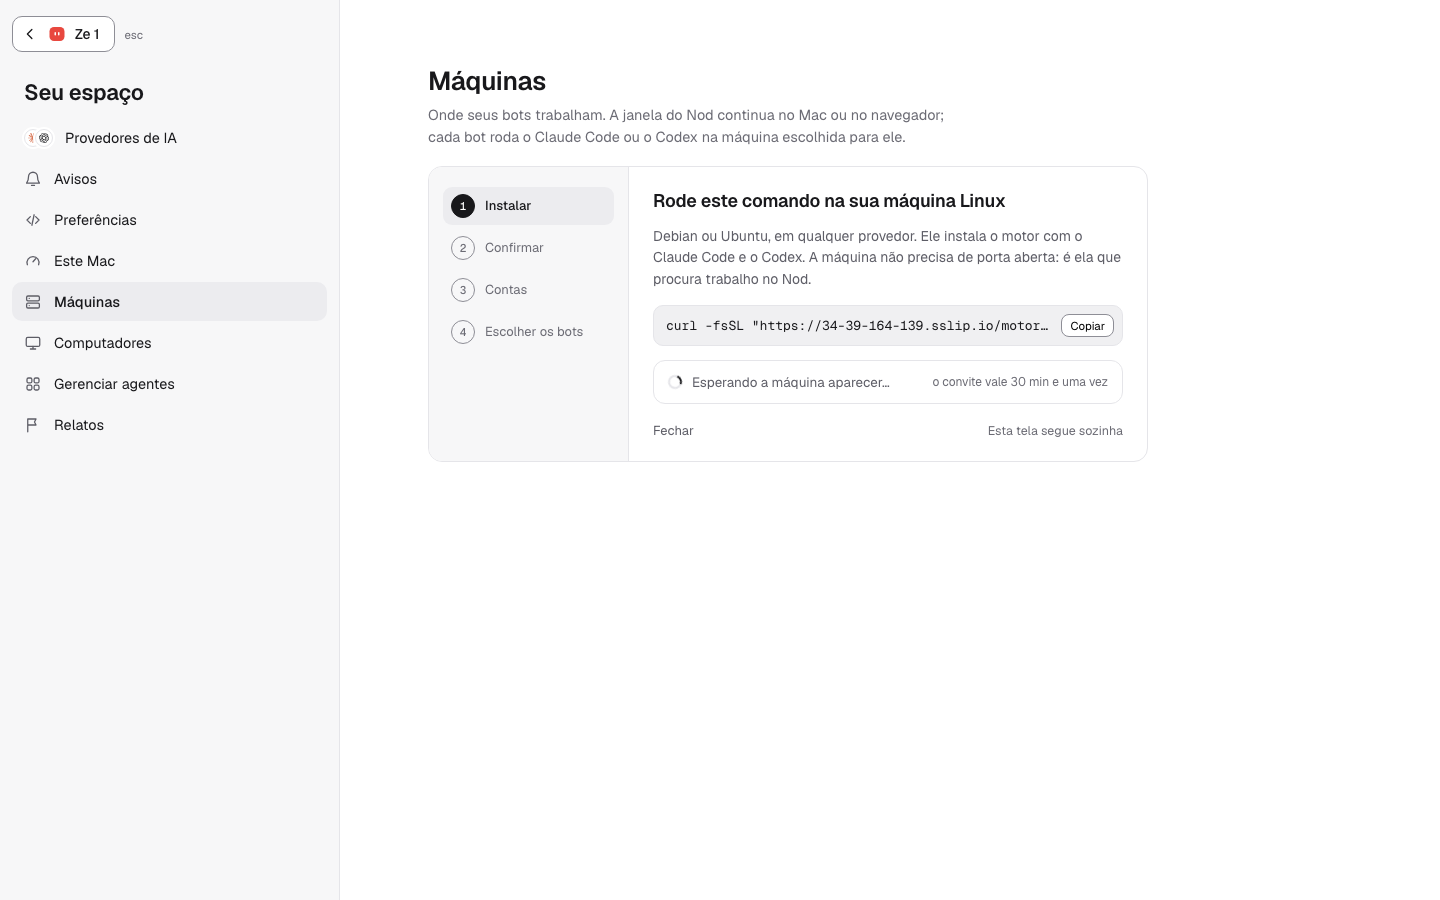 Ze 1
esc
Seu espaço
Provedores de IA
Avisos
Preferências
Este Mac
Máquinas
Computadores
Gerenciar agentes
Relatos
Máquinas
Onde seus bots trabalham. A janela do Nod continua no Mac ou no navegador;
cada bot roda o Claude Code ou o Codex na máquina escolhida para ele.
1 Instalar
2 Confirmar
3 Contas
4 Escolher os bots
Rode este comando na sua máquina Linux
Debian ou Ubuntu, em qualquer provedor. Ele instala o motor com o
Claude Code e o Codex. A máquina não precisa de porta aberta: é ela que
procura trabalho no Nod.
curl -fsSL "https://34-39-164-139.sslip.io/motor… Copiar
Esperando a máquina aparecer… o convite vale 30 min e uma vez
Fechar Esta tela segue sozinha